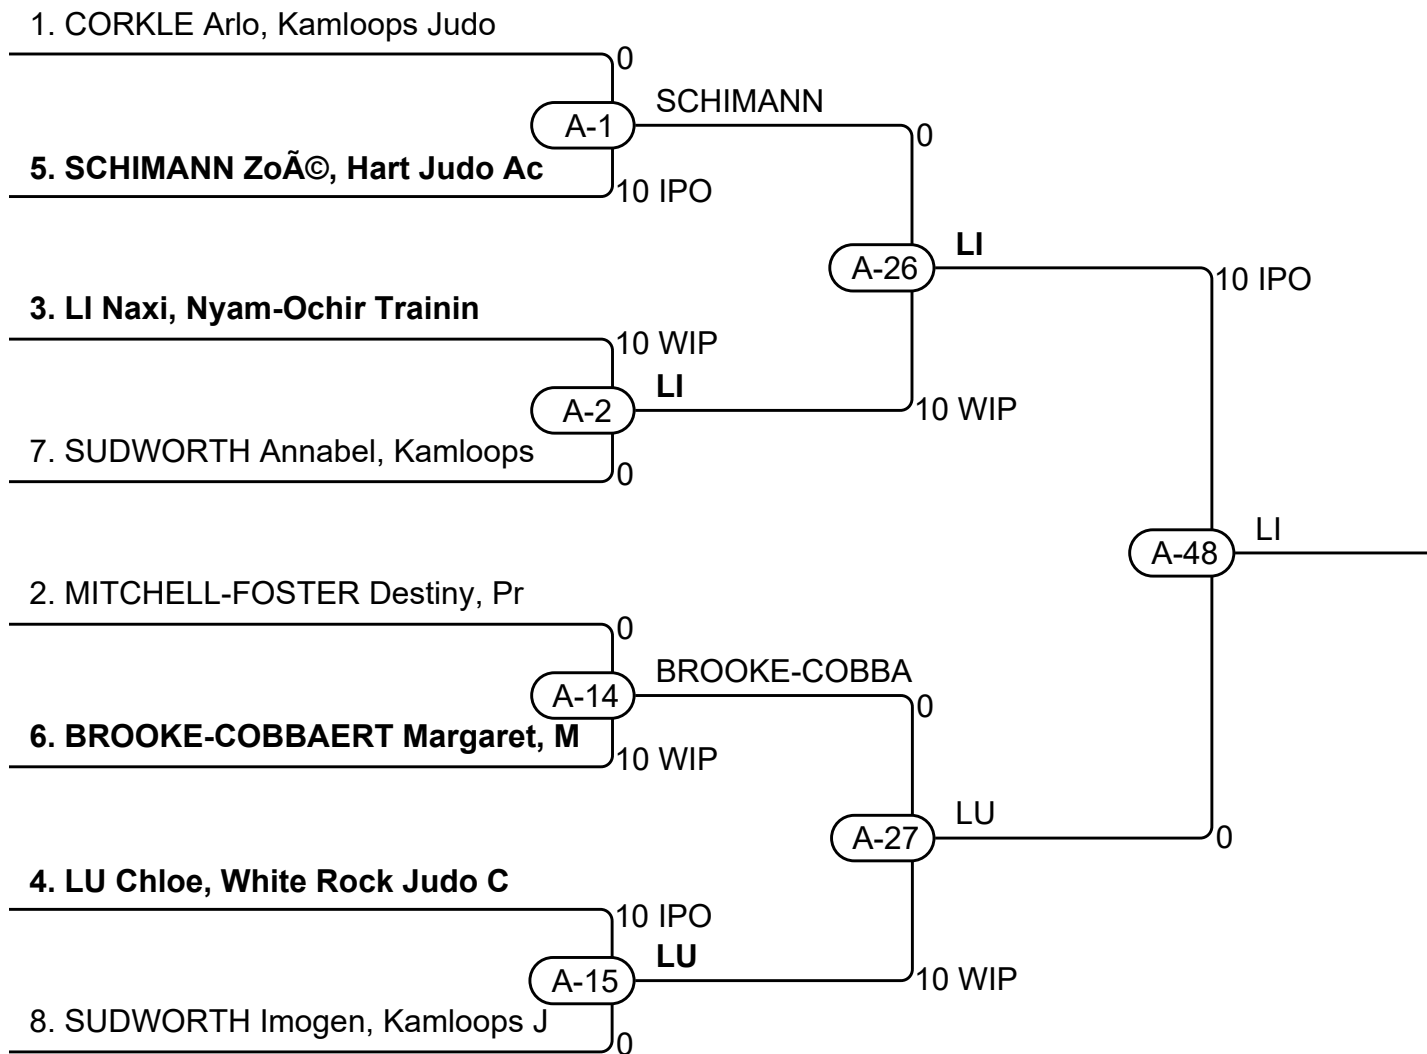 1. CORKLE Arlo, Kamloops Judo
0
A-1
SCHIMANN
0
5. SCHIMANN ZoÃ©, Hart Judo Ac
10 IPO
A-26
LI
10 IPO
3. LI Naxi, Nyam-Ochir Trainin
10 WIP
LI
A-2
10 WIP
7. SUDWORTH Annabel, Kamloops
0
A-48
LI
2. MITCHELL-FOSTER Destiny, Pr
0
A-14
BROOKE-COBBA
0
6. BROOKE-COBBAERT Margaret, M
10 WIP
A-27
LU
0
4. LU Chloe, White Rock Judo C
10 IPO
LU
A-15
10 WIP
8. SUDWORTH Imogen, Kamloops J
0